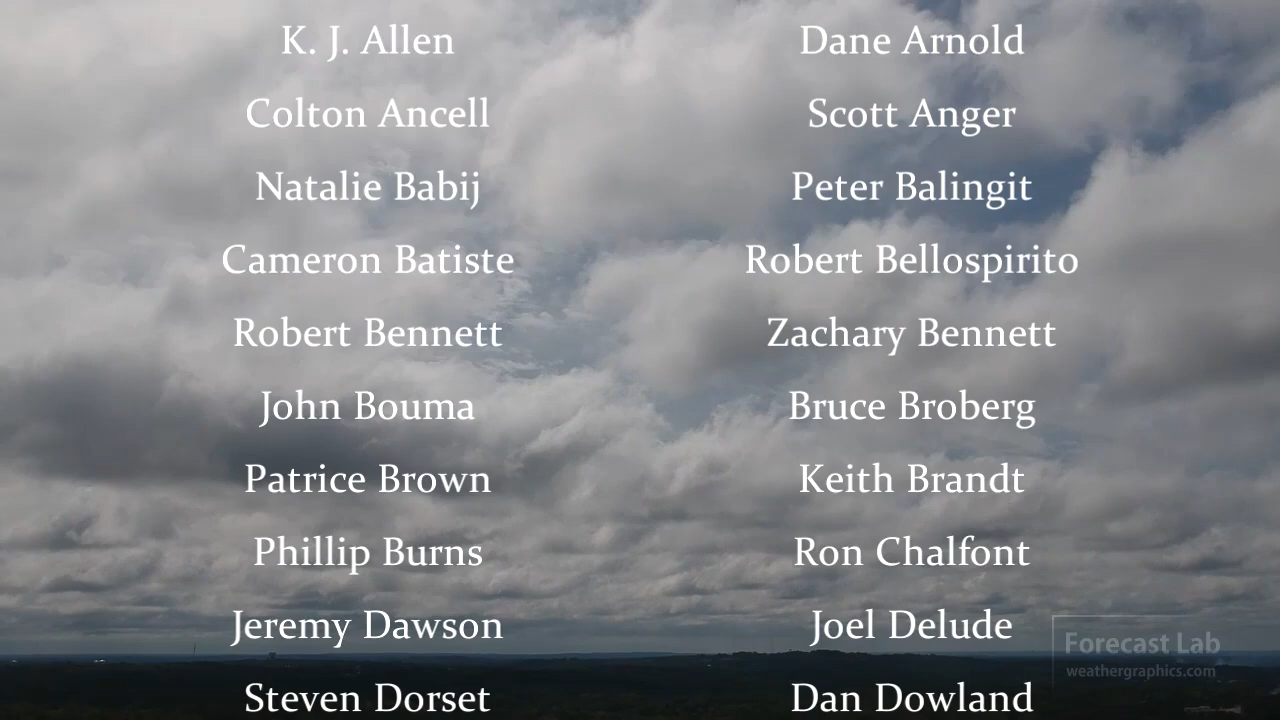 K. J. Allen
Dane Arnold
Colton Ancell
Scott Anger
Natalie Babij
Peter Balingit
Cameron Batiste
Robert Bellospirito
Robert Bennett
Zachary Bennett
John Bouma
Bruce Broberg
Patrice Brown
Keith Brandt
Phillip Burns
Ron Chalfont
Jeremy Dawson
Joel Delude
Forecast Lab
weathergraphics.com
Steven Dorset
Dan Dowland